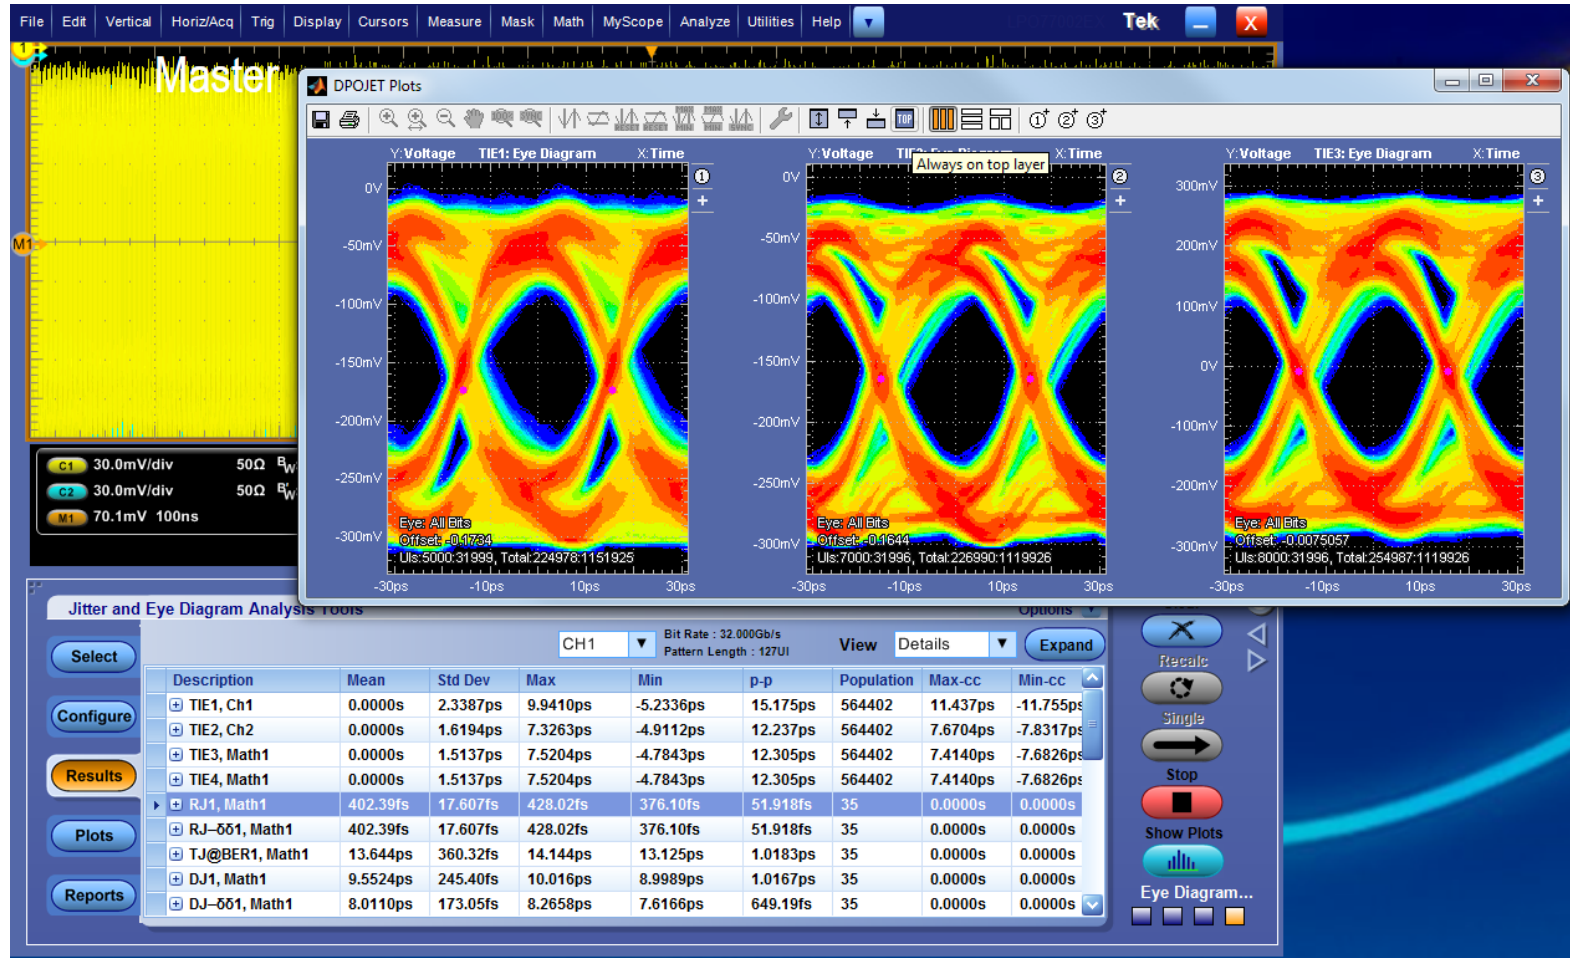 File Edit Vertical Horiz/Acq Trig Display Cursors Measure Mask Math MyScope Analyze Utilities Help Tek X
1
Master
M1
C1 30.0mV/div 50Ω BW
C2 30.0mV/div 50Ω BW
M1 70.1mV 100ns
DPOJET Plots
TOP
Always on top layer
Y:Voltage TIE1: Eye Diagram X:Time
1
+
0V
-50mV
-100mV
-150mV
-200mV
-250mV
-300mV
Eye: All Bits
Offset: -0.1734
UIs:5000:31999, Total:224978:1151925
-30ps -10ps 10ps 30ps
Y:Voltage X:Time
2
+
0V
-50mV
-100mV
-150mV
-200mV
-250mV
-300mV
Eye: All Bits
Offset: -0.1644
UIs:7000:31996, Total:226990:1119926
-30ps -10ps 10ps 30ps
Y:Voltage TIE3: Eye Diagram X:Time
3
+
300mV
200mV
100mV
0V
-100mV
-200mV
-300mV
Eye: All Bits
Offset: -0.0075057
UIs:8000:31996, Total:254987:1119926
-30ps -10ps 10ps 30ps
Jitter and Eye Diagram Analysis Tools Options
Select
Configure
Results
Plots
Reports
CH1 Bit Rate : 32.000Gb/s
Pattern Length : 127UI
View Details Expand
Description Mean Std Dev Max Min p-p Population Max-cc Min-cc
TIE1, Ch1 0.0000s 2.3387ps 9.9410ps -5.2336ps 15.175ps 564402 11.437ps -11.755ps
TIE2, Ch2 0.0000s 1.6194ps 7.3263ps -4.9112ps 12.237ps 564402 7.6704ps -7.8317ps
TIE3, Math1 0.0000s 1.5137ps 7.5204ps -4.7843ps 12.305ps 564402 7.4140ps -7.6826ps
TIE4, Math1 0.0000s 1.5137ps 7.5204ps -4.7843ps 12.305ps 564402 7.4140ps -7.6826ps
RJ1, Math1 402.39fs 17.607fs 428.02fs 376.10fs 51.918fs 35 0.0000s 0.0000s
RJ–δδ1, Math1 402.39fs 17.607fs 428.02fs 376.10fs 51.918fs 35 0.0000s 0.0000s
TJ@BER1, Math1 13.644ps 360.32fs 14.144ps 13.125ps 1.0183ps 35 0.0000s 0.0000s
DJ1, Math1 9.5524ps 245.40fs 10.016ps 8.9989ps 1.0167ps 35 0.0000s 0.0000s
DJ–δδ1, Math1 8.0110ps 173.05fs 8.2658ps 7.6166ps 649.19fs 35 0.0000s 0.0000s
Recalc
Single
Stop
Show Plots
Eye Diagram...